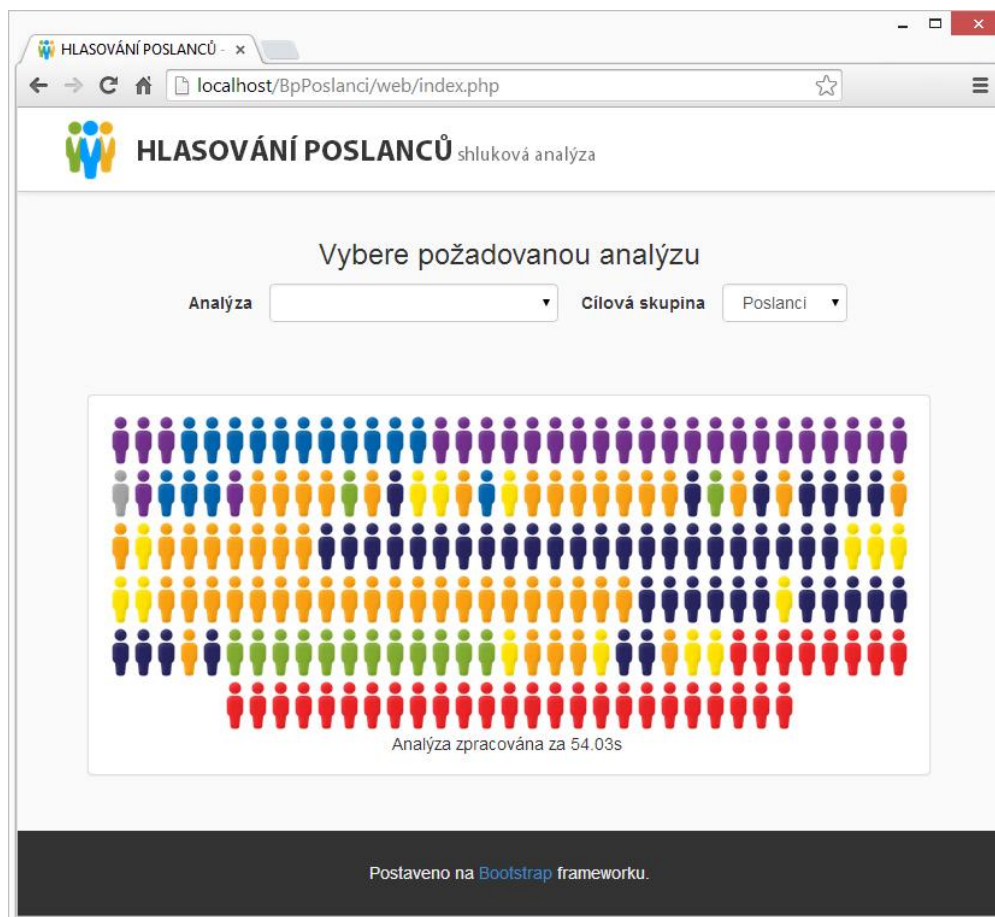 HLASOVÁNÍ POSLANCŮ -
localhost/BpPoslanci/web/index.php
HLASOVÁNÍ POSLANCŮ shluková analýza
Vybere požadovanou analýzu
Analýza Cílová skupina Poslanci
Analýza zpracována za 54.03s
Postaveno na Bootstrap frameworku.